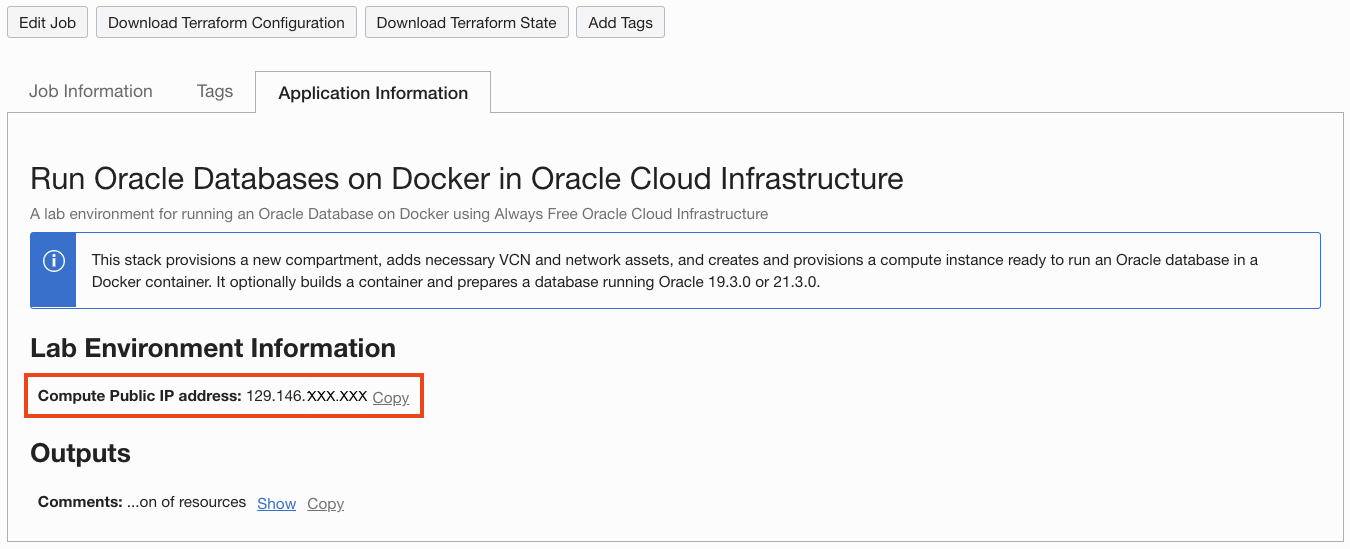 Edit Job Download Terraform Configuration Download Terraform State Add Tags
Job Information Tags Application Information
Run Oracle Databases on Docker in Oracle Cloud Infrastructure
A lab environment for running an Oracle Database on Docker using Always Free Oracle Cloud Infrastructure
This stack provisions a new compartment, adds necessary VCN and network assets, and creates and provisions a compute instance ready to run an Oracle database in a
Docker container. It optionally builds a container and prepares a database running Oracle 19.3.0 or 21.3.0.
Lab Environment Information
Compute Public IP address: 129.146.XXX.XXX Copy
Outputs
Comments: ...on of resources Show Copy